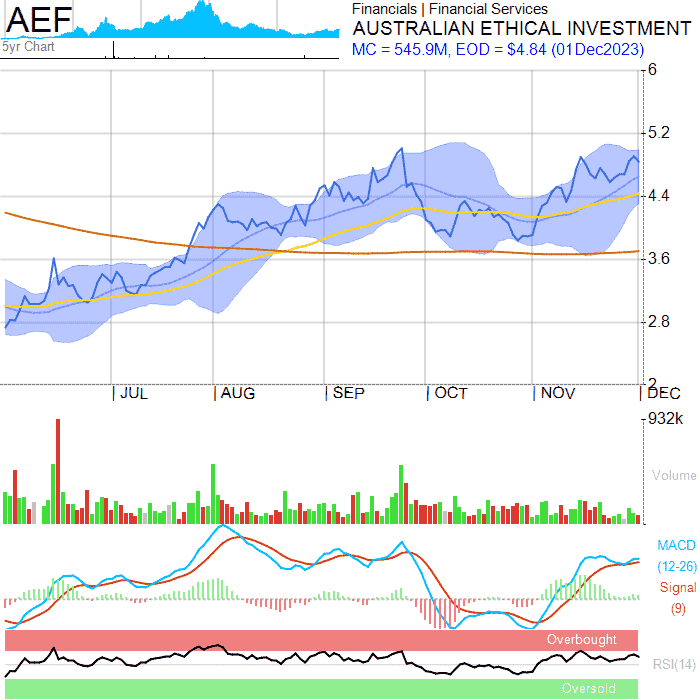 AEF
5yr Chart
Financials | Financial Services
AUSTRALIAN ETHICAL INVESTMENT
MC = 545.9M, EOD = $4.84 (01Dec2023)
6
5.2
4.4
3.6
2.8
2
JUL AUG SEP OCT NOV DEC
932k
Volume
MACD
(12-26)
Signal
(9)
Overbought
RSI(14)
Oversold